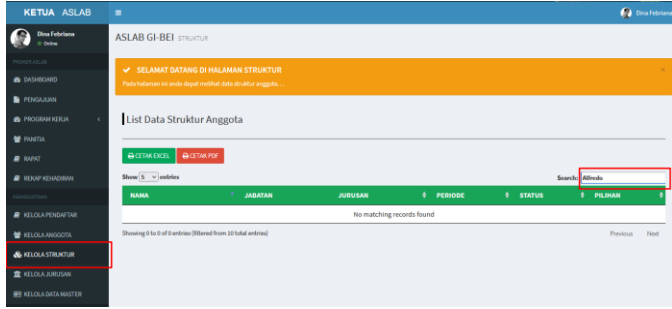 KETUA ASLAB
Dina Febriana
Dina Febriana
Online
ASLAB GI-BEI STRUKTUR
PROKER ASLAB
DASHBOARD
PENGAJUAN
PROGRAM KERJA
PANITIA
RAPAT
REKAP KEHADIRAN
KELOLA PENDAFTAR
KELOLA ANGGOTA
KELOLA STRUKTUR
KELOLA JURUSAN
KELOLA DATA MASTER
SELAMAT DATANG DI HALAMAN STRUKTUR
Pada halaman ini anda dapat melihat data struktur anggota. . .
List Data Struktur Anggota
CETAK EXCEL CETAK PDF
Show 5 entries Search: Alfredo
NAMA JABATAN JURUSAN PERIODE STATUS PILIHAN
No matching records found
Showing 0 to 0 of 0 entries (filtered from 10 total entries) Previous Next